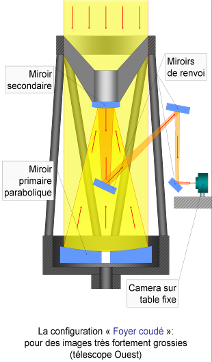 Miroir
secondaire
Miroirs
de renvoi
Miroir
primaire
parabolique
Camera sur
table fixe
La configuration « Foyer coudé »:
pour des images très fortement grossies
(télescope Ouest)